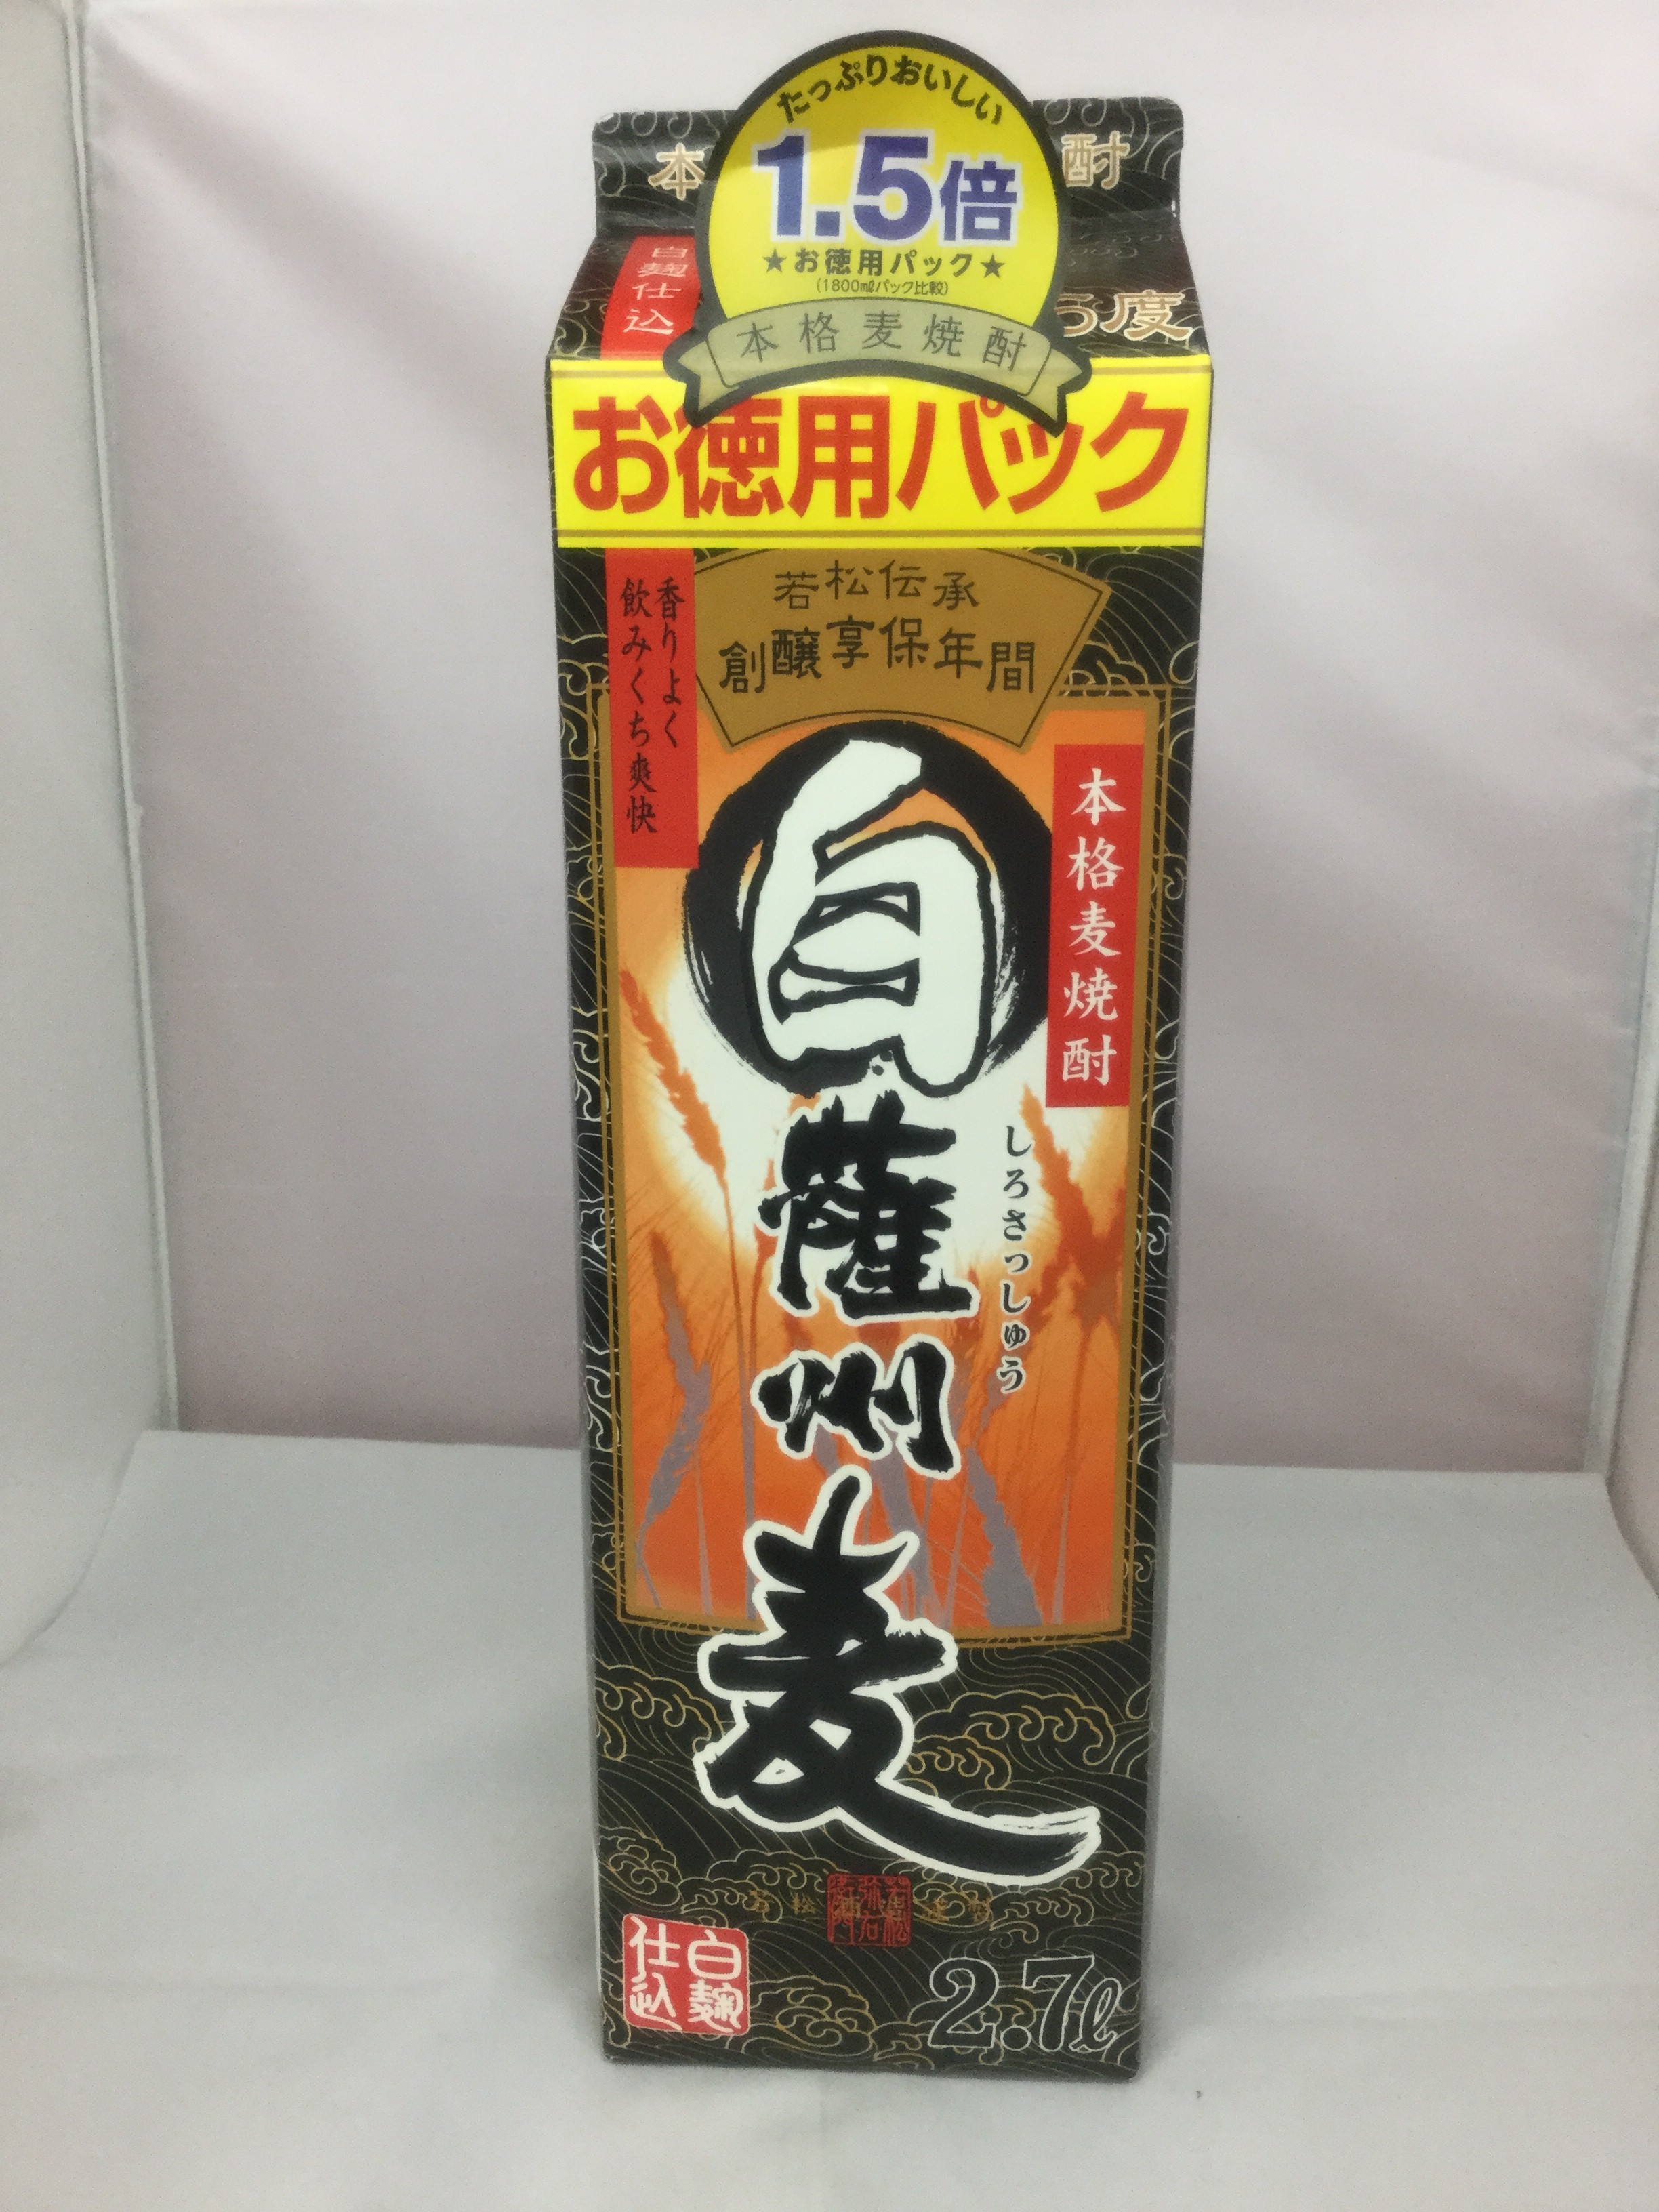 たっぷりおいしい
1.5倍
★お徳用パック★
(1800㎖パック比較)
本格麦焼酎
本
酎
白麹仕込
5度
お徳用パック
香りよく
飲みくち爽快
若松伝承
創醸享保年間
本格麦焼酎
白薩州麦
しろさっしゅう
白麹
仕込
2.7ℓ